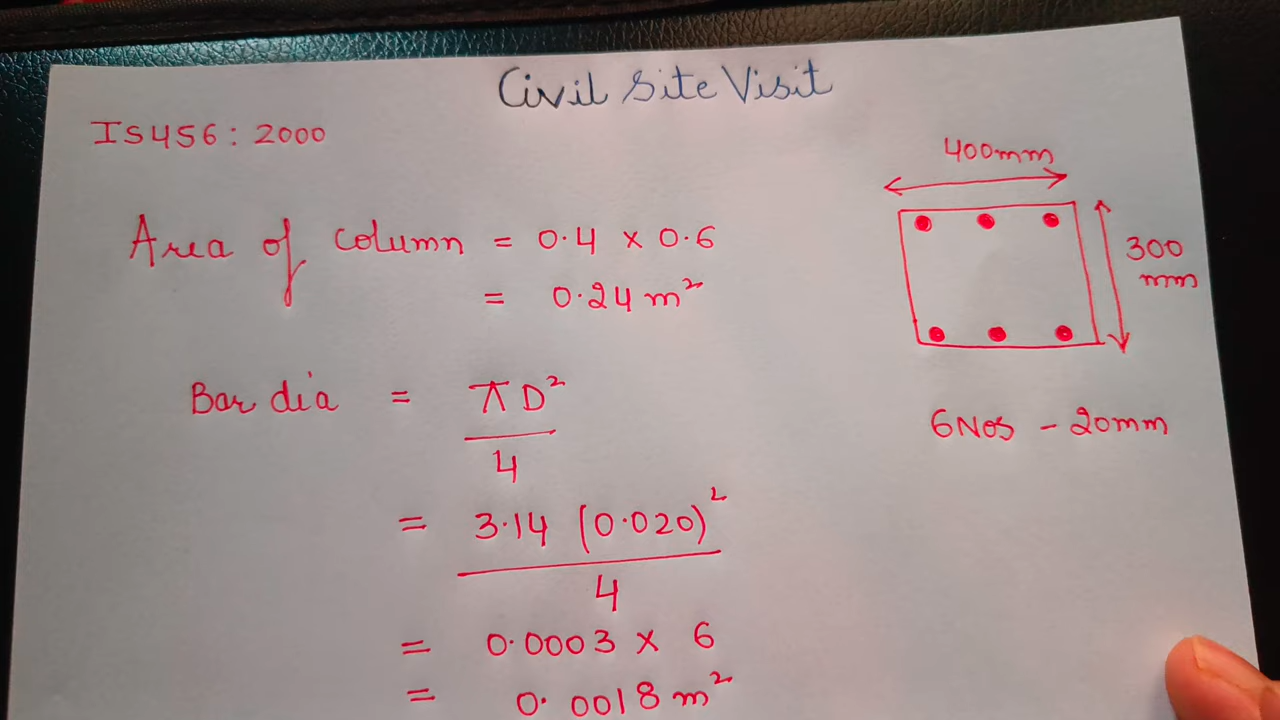 Civil Site Visit
IS456: 2000
400mm
300
mm
Area of column = 0.4 x 0.6
= 0.24 m²
Bar dia = πD²
4
6Nos - 20mm
= 3.14 (0.020)²
4
= 0.0003 x 6
= 0.0018 m²